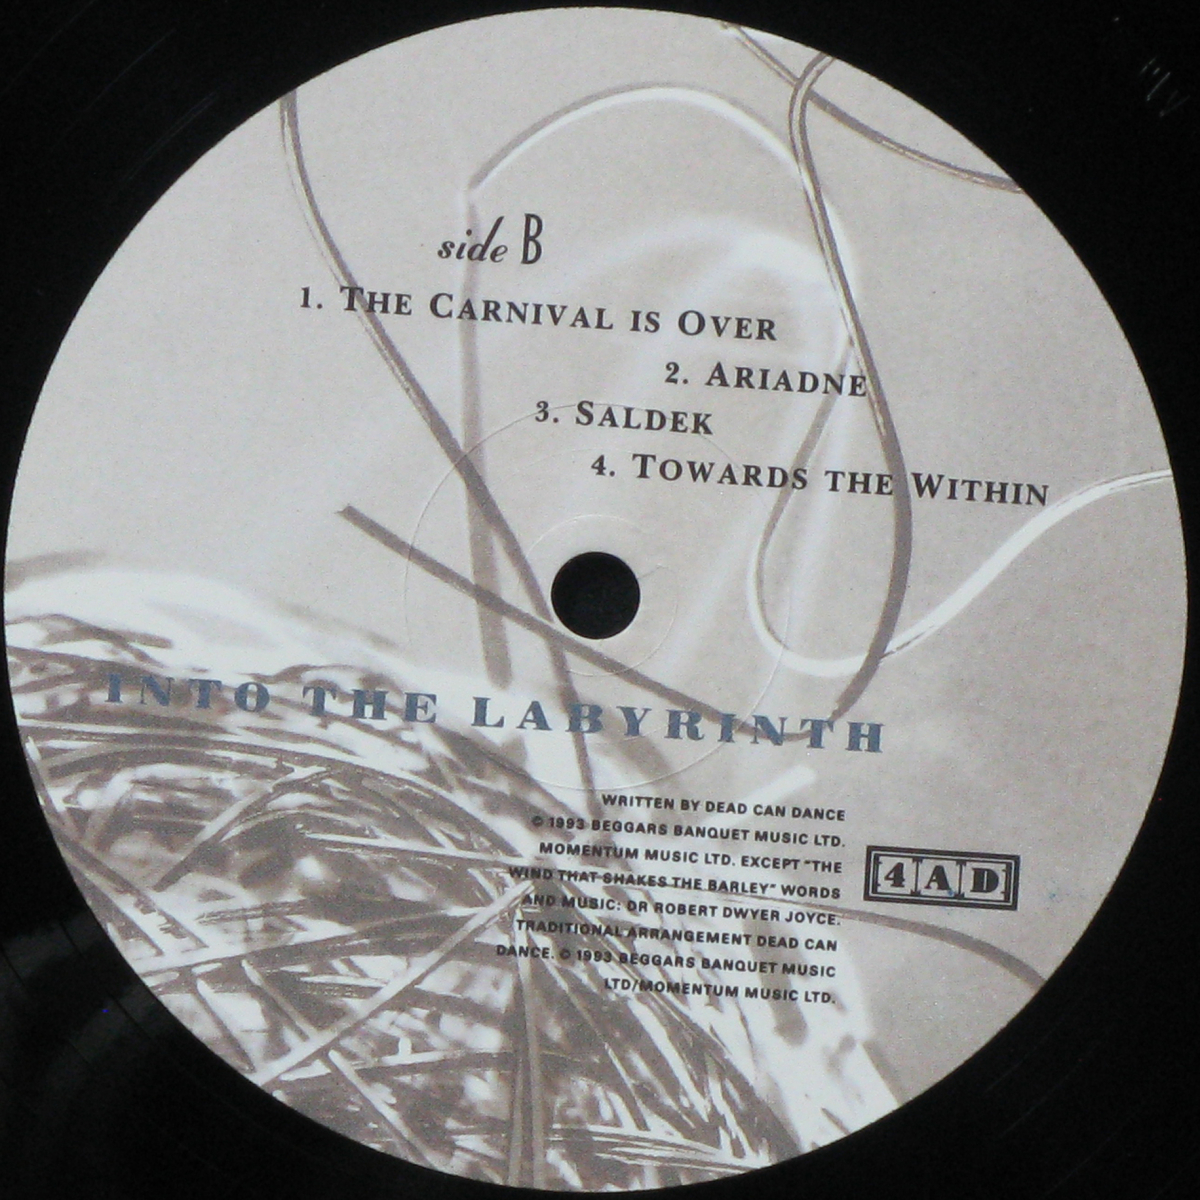 side B
1. The Carnival is Over
2. Ariadne
3. Saldek
4. Towards the Within
INTO THE LABYRINTH
WRITTEN BY DEAD CAN DANCE
© 1993 BEGGARS BANQUET MUSIC LTD.
MOMENTUM MUSIC LTD. EXCEPT "THE
WIND THAT SHAKES THE BARLEY" WORDS
AND MUSIC: DR ROBERT DWYER JOYCE.
TRADITIONAL ARRANGEMENT DEAD CAN
DANCE. © 1993 BEGGARS BANQUET MUSIC
LTD/MOMENTUM MUSIC LTD.
4AD